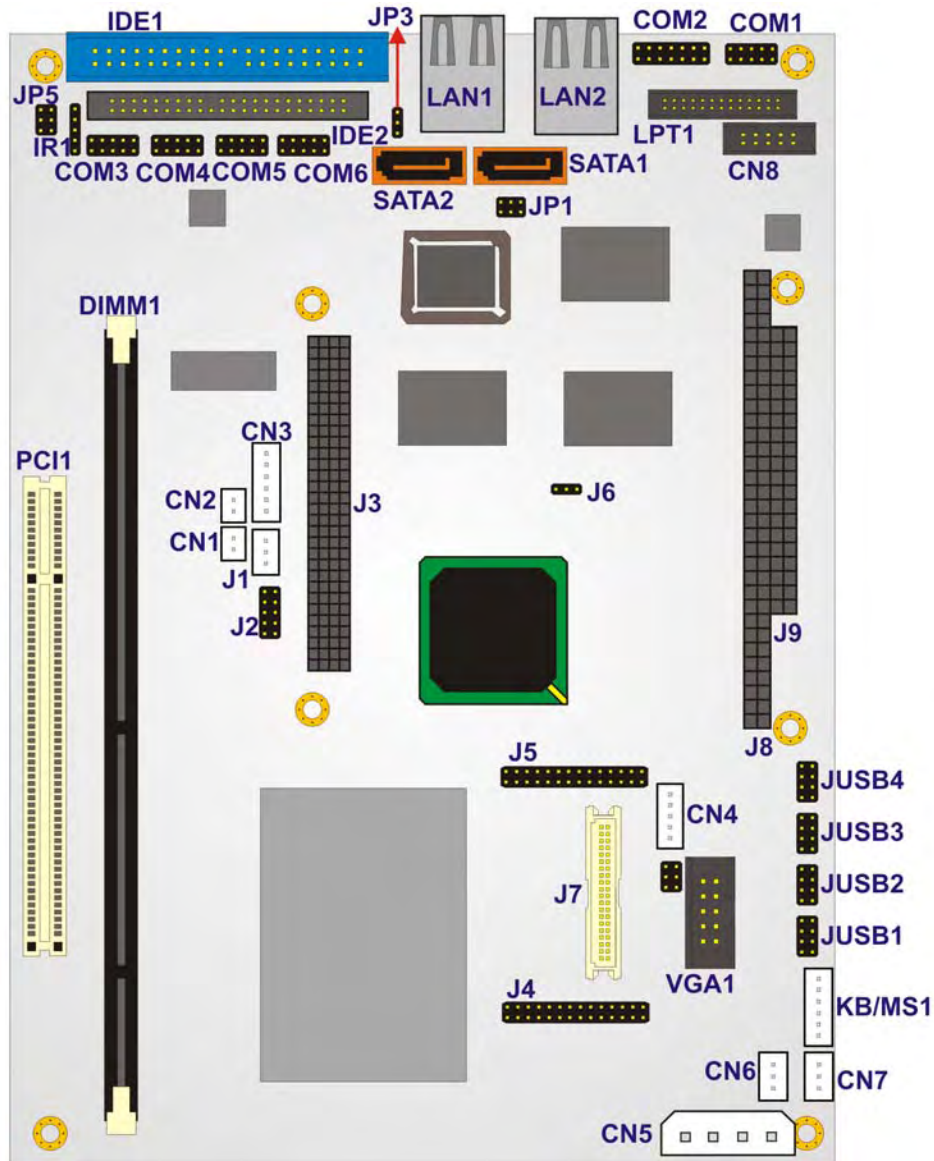 IDE1
JP3
COM2
COM1
JP5
LAN1
LAN2
IR1
IDE2
LPT1
COM3
COM4
COM5
COM6
SATA1
CN8
SATA2
JP1
DIMM1
CN3
PCI1
CN2
J3
J6
CN1
J1
J2
J9
J5
J8
JUSB4
CN4
JUSB3
J7
JUSB2
JUSB1
VGA1
J4
KB/MS1
CN6
CN7
CN5